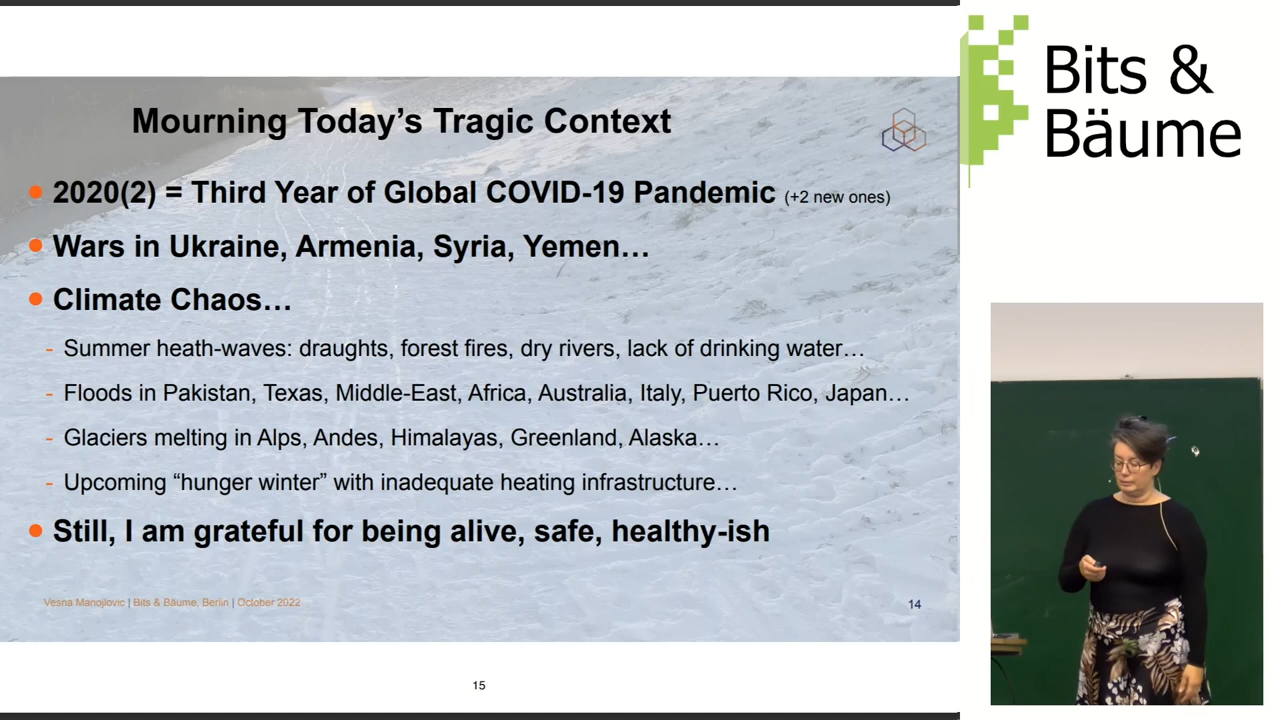 Mourning Today’s Tragic Context
2020(2) = Third Year of Global COVID-19 Pandemic (+2 new ones)
Wars in Ukraine, Armenia, Syria, Yemen…
Climate Chaos…
- Summer heath-waves: draughts, forest fires, dry rivers, lack of drinking water…
- Floods in Pakistan, Texas, Middle-East, Africa, Australia, Italy, Puerto Rico, Japan…
- Glaciers melting in Alps, Andes, Himalayas, Greenland, Alaska…
- Upcoming “hunger winter” with inadequate heating infrastructure…
Still, I am grateful for being alive, safe, healthy-ish
Vesna Manojlovic | Bits & Bäume, Berlin | October 2022
14
15
Bits &
Bäume